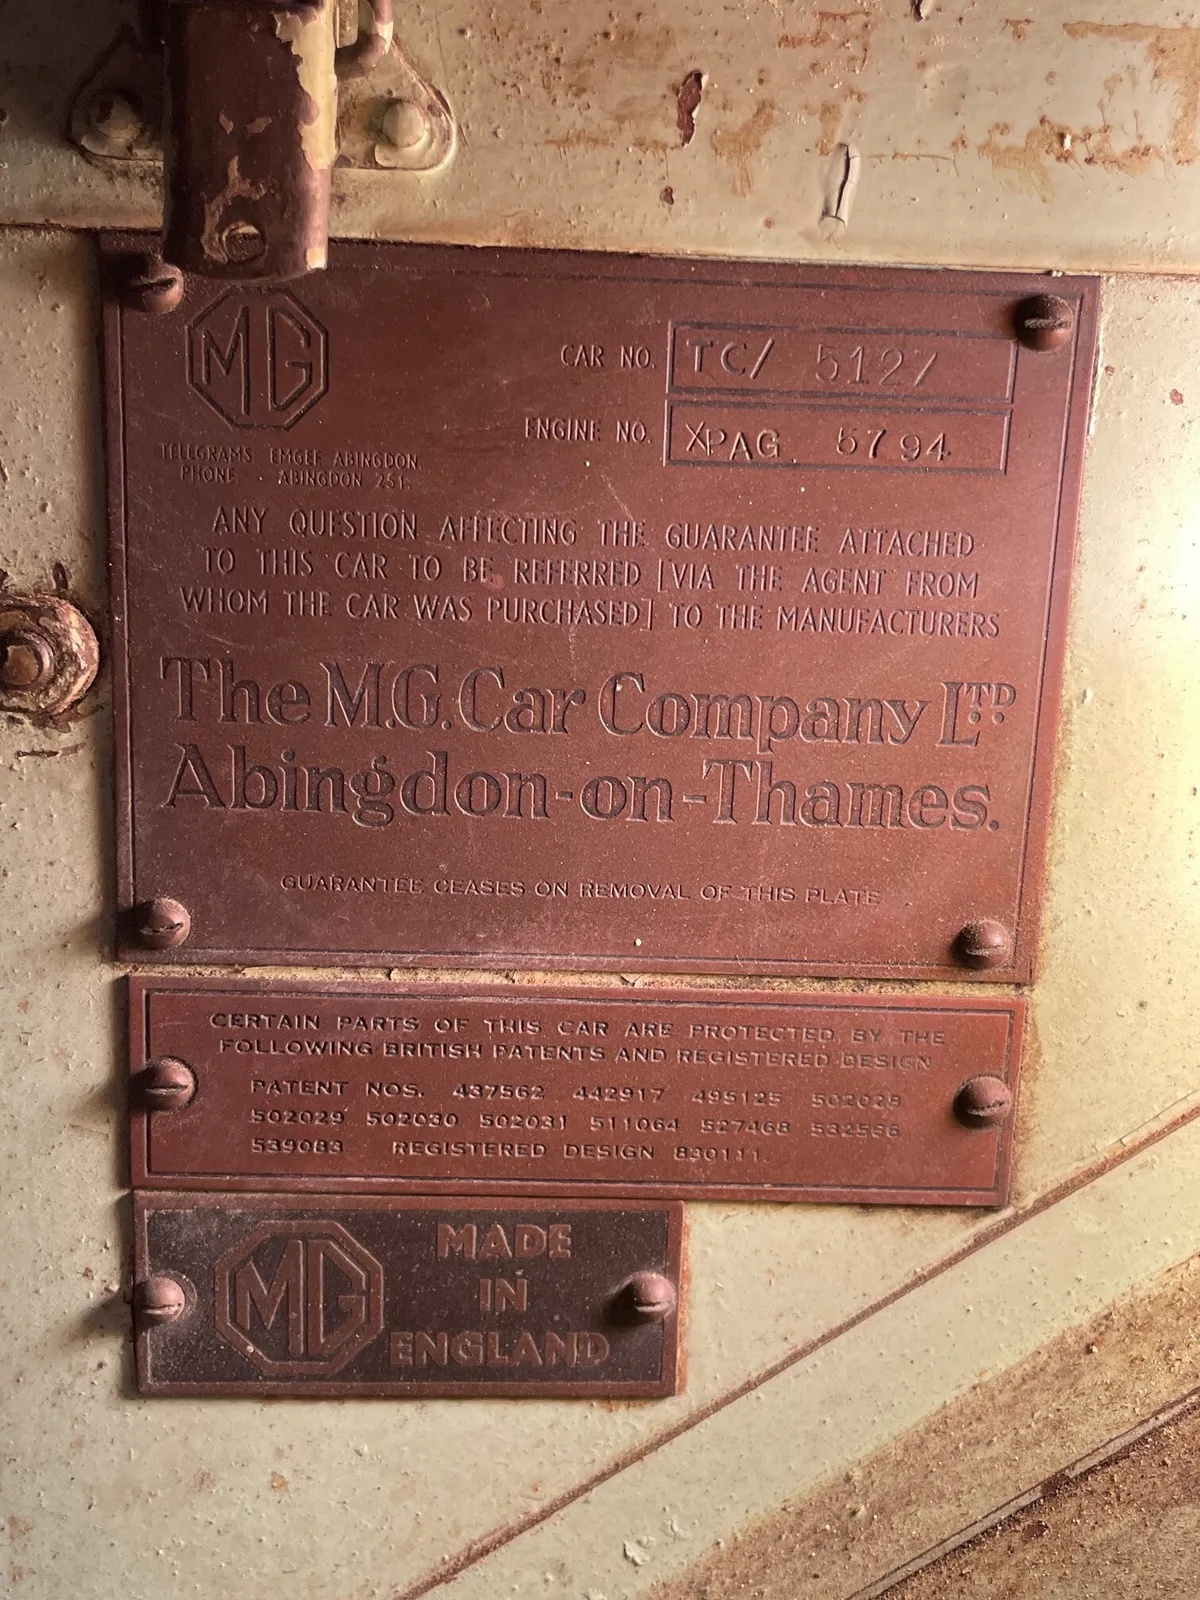 MG
CAR NO. TC/ 5127
ENGINE NO. XPAG 5794
TELEGRAMS EMGEE ABINGDON.
PHONE · ABINGDON 251.
ANY QUESTION AFFECTING THE GUARANTEE ATTACHED
TO THIS CAR TO BE REFERRED [VIA THE AGENT FROM
WHOM THE CAR WAS PURCHASED] TO THE MANUFACTURERS
The M.G. Car Company LTD
Abingdon-on-Thames.
GUARANTEE CEASES ON REMOVAL OF THIS PLATE
CERTAIN PARTS OF THIS CAR ARE PROTECTED BY THE
FOLLOWING BRITISH PATENTS AND REGISTERED DESIGN
PATENT NOS. 437562 442917 495125 502028
502029 502030 502031 511064 527468
539083 REGISTERED DESIGN
MG
MADE
IN
ENGLAND